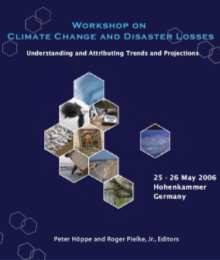 WORKSHOP ON
CLIMATE CHANGE AND DISASTER LOSSES
Understanding and Attributing Trends and Projections
25 - 26 May 2006
Hohenkammer
Germany
Peter Höppe and Roger Pielke, Jr., Editors